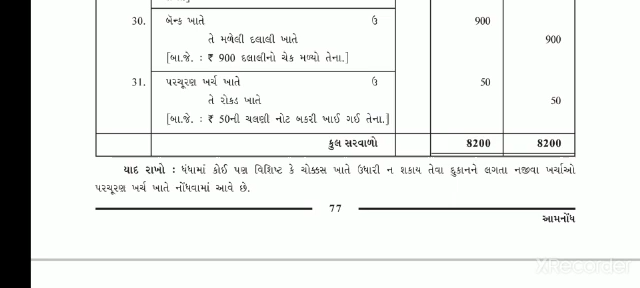 30. બૅન્ક ખાતે ઉ 900
તે મળેલી દલાલી ખાતે 900
[બા.જે. : ₹ 900 દલાલીનો ચેક મળ્યો તેના.]
31. પરચૂરણ ખર્ચ ખાતે ઉ 50
તે રોકડ ખાતે 50
[બા.જે. : ₹ 50ની ચલણી નોટ બકરી ખાઈ ગઈ તેના.]
કુલ સરવાળો 8200 8200
યાદ રાખો : ધંધામાં કોઈ પણ વિશિષ્ટ કે ચોક્કસ ખાતે ઉધારી ન શકાય તેવા દુકાનને લગતા નજીવા ખર્ચાઓ
પરચૂરણ ખર્ચ ખાતે નોંધવામાં આવે છે.
77
આમનોંધ
XRecorder